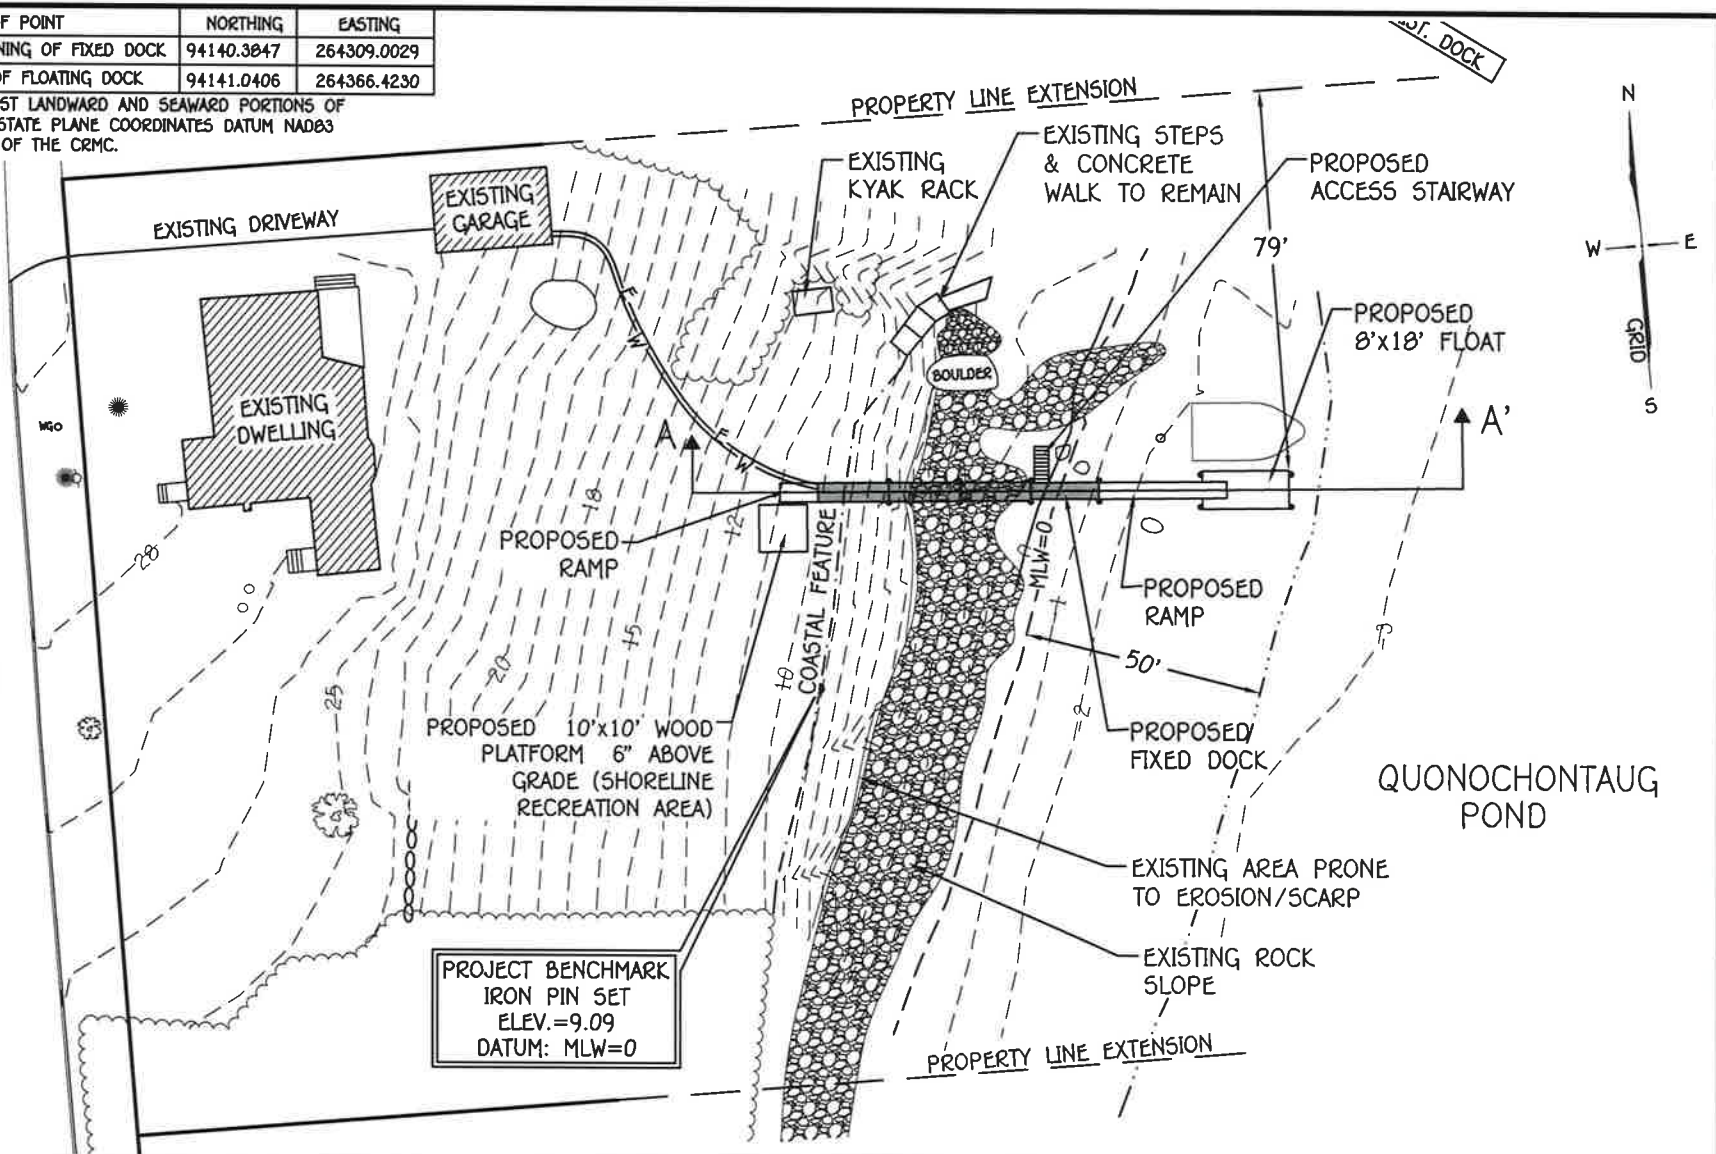 F POINT NORTHING EASTING
NING OF FIXED DOCK 94140.3847 264309.0029
F FLOATING DOCK 94141.0406 264366.4230
ST LANDWARD AND SEAWARD PORTIONS OF
STATE PLANE COORDINATES DATUM NAD83
OF THE CRMC.
DOCK
PROPERTY LINE EXTENSION
N
W E
GRID
S
EXISTING
KYAK RACK
EXISTING STEPS
& CONCRETE
WALK TO REMAIN
PROPOSED
ACCESS STAIRWAY
EXISTING
GARAGE
EXISTING DRIVEWAY
79'
PROPOSED
8'x18' FLOAT
BOULDER
EXISTING
DWELLING
WGO
E
W
E
W
A
A'
18
12
28
PROPOSED
RAMP
COASTAL FEATURE
MLW=0
1
PROPOSED
RAMP
15
20
10
25
50'
2
3
PROPOSED 10'x10' WOOD
PLATFORM 6" ABOVE
GRADE (SHORELINE
RECREATION AREA)
PROPOSED
FIXED DOCK
QUONOCHONTAUG
POND
EXISTING AREA PRONE
TO EROSION/SCARP
EXISTING ROCK
SLOPE
PROJECT BENCHMARK
IRON PIN SET
ELEV.=9.09
DATUM: MLW=0
PROPERTY LINE EXTENSION